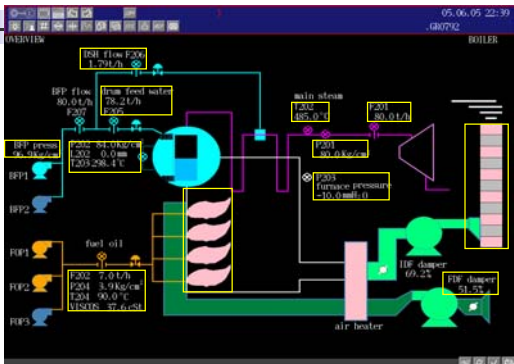 05.06.05 22:39
.GR0792
OVERVIEW
BOILER
DSH flow F206
1.79t/h
BFP flow
80.0t/h
F207
drum feed water
78.2t/h
F205
main steam
T202
485.0°C
F201
80.0t/h
P201
80.0Kg/cm²
BFP press
96.9Kg/cm²
P202 84.0Kg/cm²
L202 0.0mm
T203 298.4°C
P203
furnace pressure
-10.0mmH2O
BFP1
BFP2
FOP1
FOP2
FOP3
fuel oil
F202 7.0t/h
P204 3.9Kg/cm²
T204 90.0°C
VISCOS 37.6cSt
IDF damper
69.2%
FDF damper
51.5%
air heater